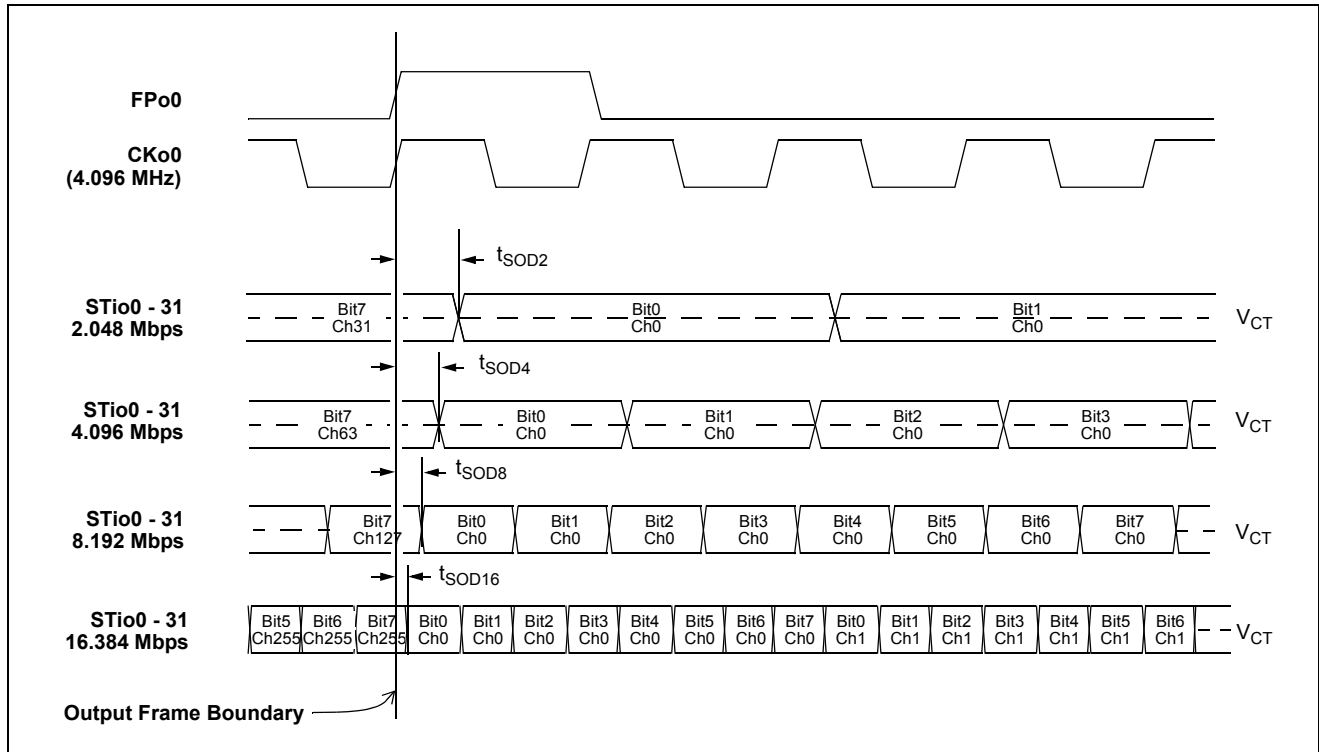 FPo0
CKo0
(4.096 MHz)
tSOD2
STio0 - 31
2.048 Mbps
Bit7
Ch31
Bit0
Ch0
Bit1
Ch0
VCT
tSOD4
STio0 - 31
4.096 Mbps
Bit7
Ch63
Bit0
Ch0
Bit1
Ch0
Bit2
Ch0
Bit3
Ch0
VCT
tSOD8
STio0 - 31
8.192 Mbps
Bit7
Ch127
Bit0
Ch0
Bit1
Ch0
Bit2
Ch0
Bit3
Ch0
Bit4
Ch0
Bit5
Ch0
Bit6
Ch0
Bit7
Ch0
VCT
tSOD16
STio0 - 31
16.384 Mbps
Bit5
Ch255
Bit6
Ch255
Bit7
Ch255
Bit0
Ch0
Bit1
Ch0
Bit2
Ch0
Bit3
Ch0
Bit4
Ch0
Bit5
Ch0
Bit6
Ch0
Bit7
Ch0
Bit0
Ch1
Bit1
Ch1
Bit2
Ch1
Bit3
Ch1
Bit4
Ch1
Bit5
Ch1
Bit6
Ch1
VCT
Output Frame Boundary